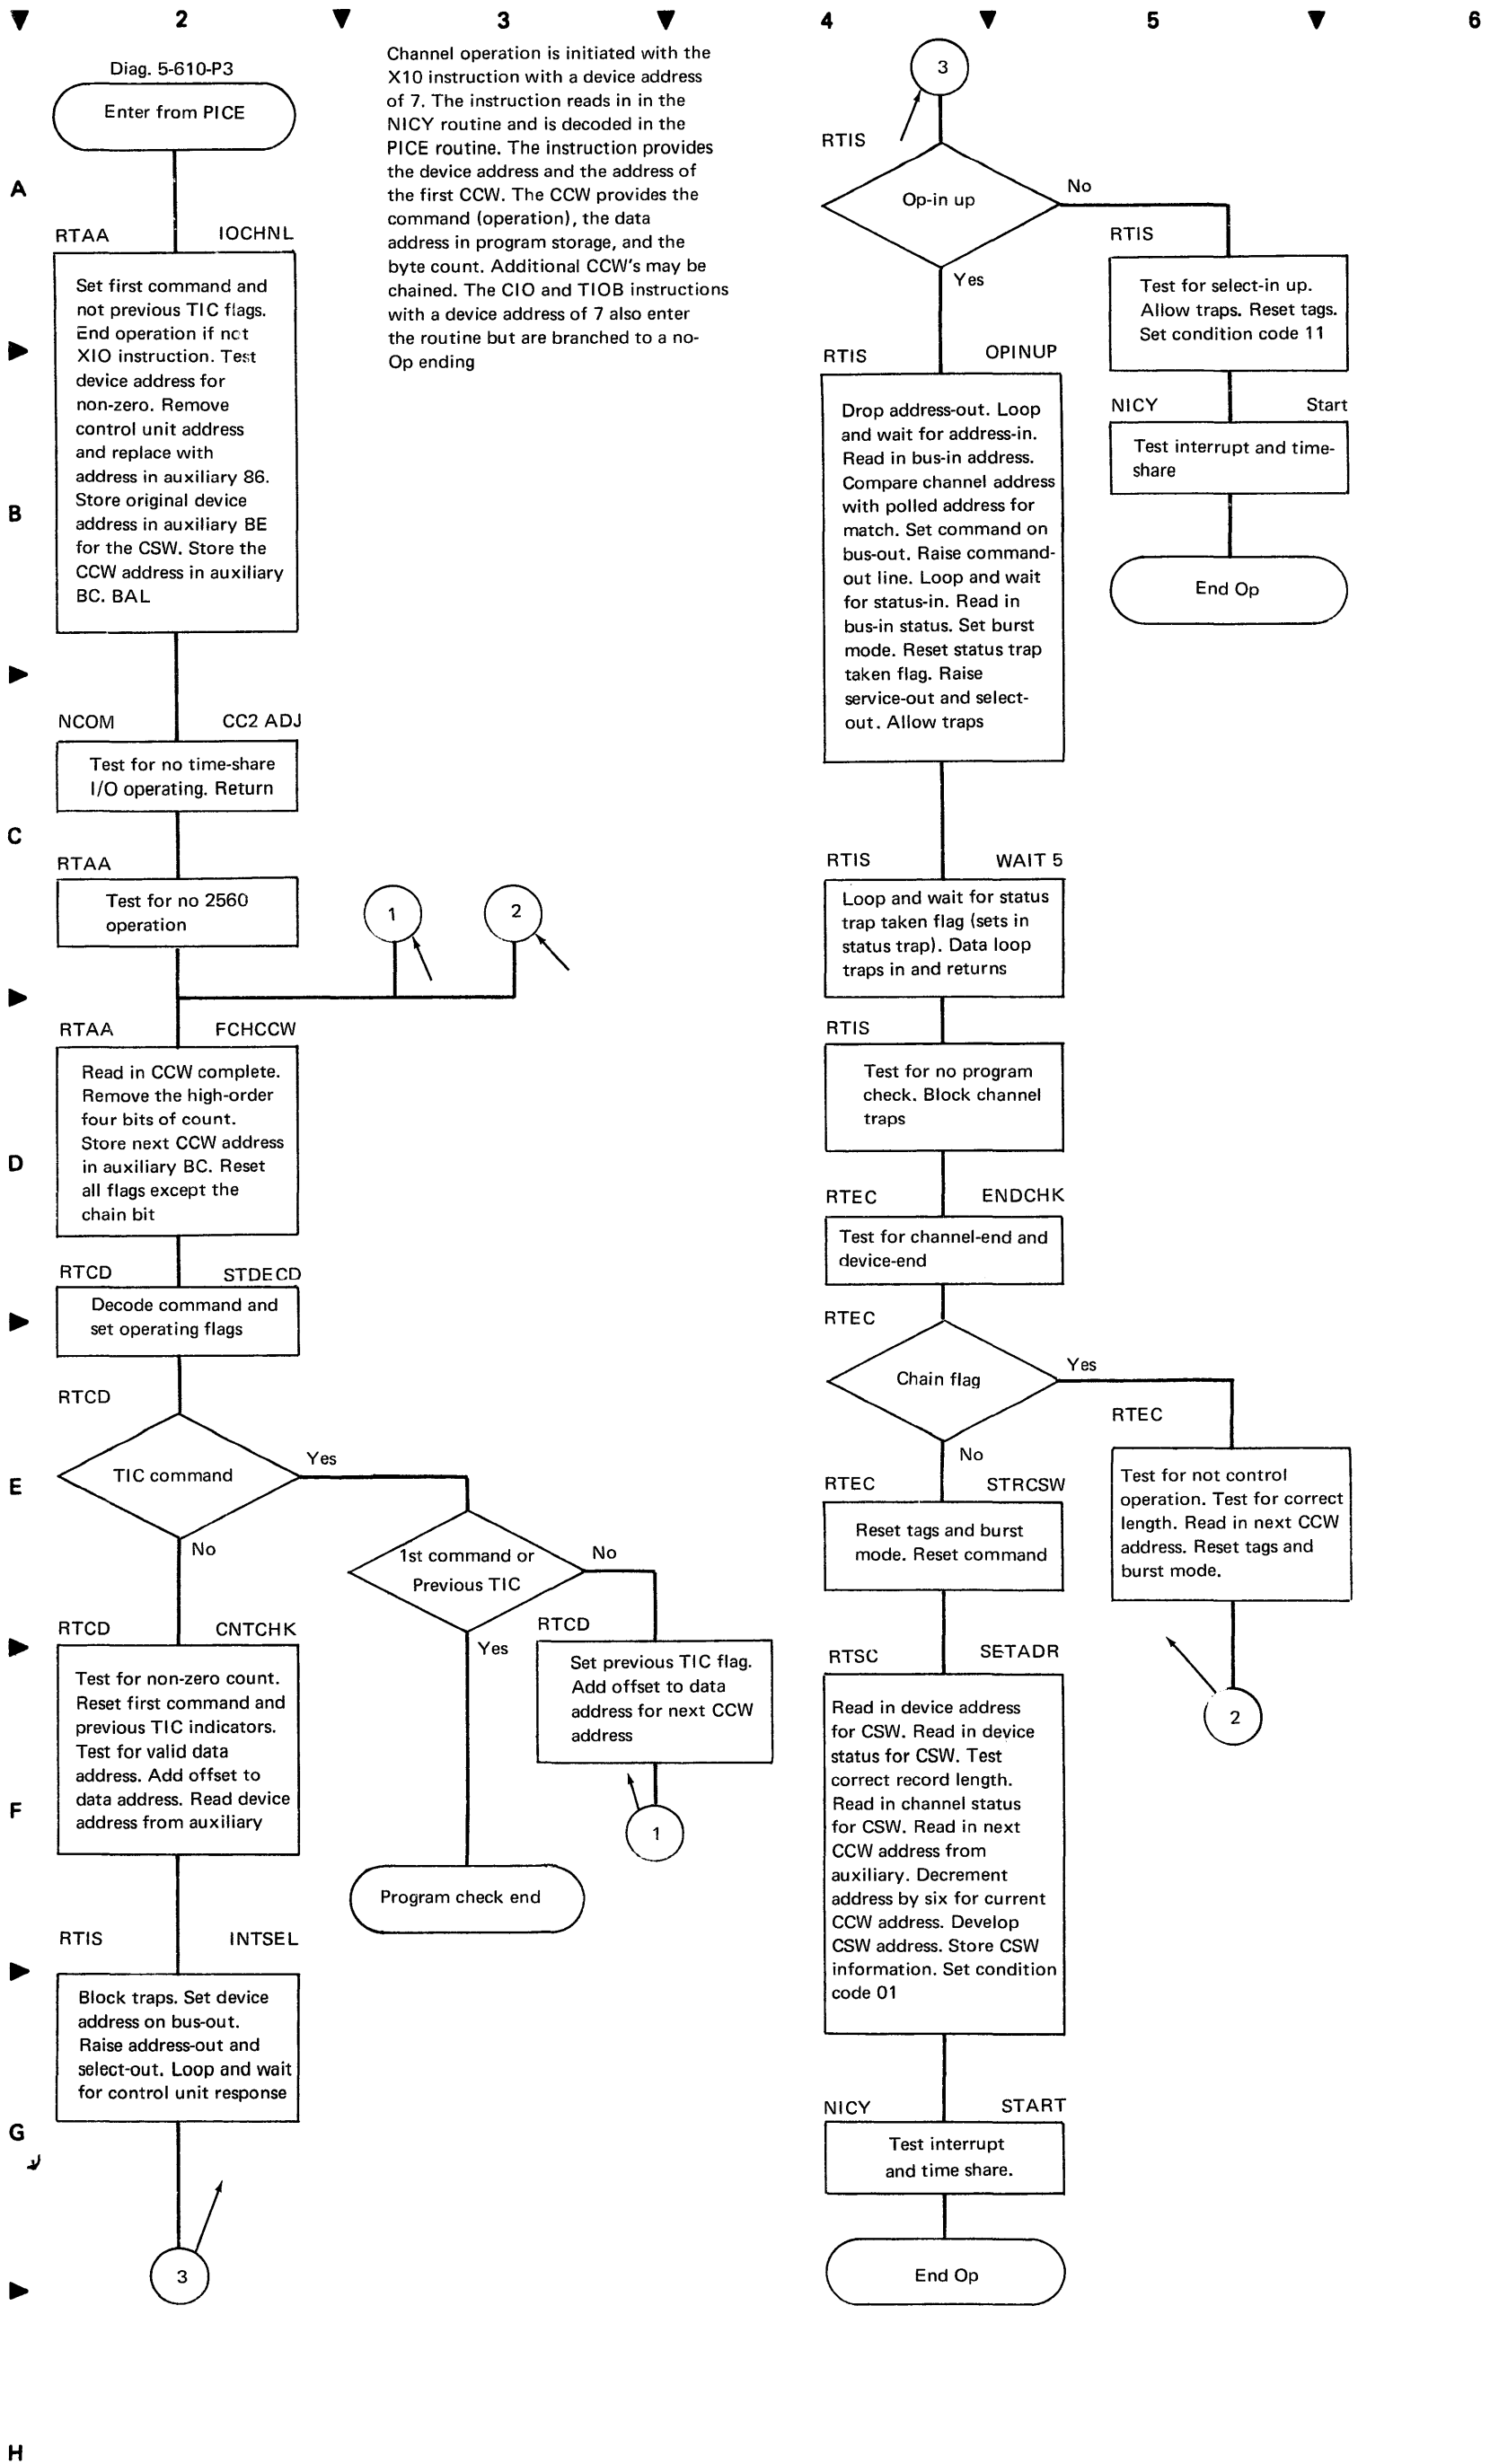 2 3 4 5 6
Diag. 5-610-P3
Enter from PICE
Channel operation is initiated with the
X10 instruction with a device address
of 7. The instruction reads in in the
NICY routine and is decoded in the
PICE routine. The instruction provides
the device address and the address of
the first CCW. The CCW provides the
command (operation), the data
address in program storage, and the
byte count. Additional CCW's may be
chained. The CIO and TIOB instructions
with a device address of 7 also enter
the routine but are branched to a no-
Op ending
A
RTAA IOCHNL
Set first command and
not previous TIC flags.
End operation if not
XIO instruction. Test
device address for
non-zero. Remove
control unit address
and replace with
address in auxiliary 86.
Store original device
address in auxiliary BE
for the CSW. Store the
CCW address in auxiliary
BC. BAL
B
NCOM CC2 ADJ
Test for no time-share
I/O operating. Return
C
RTAA
Test for no 2560
operation
1
2
RTAA FCHCCW
Read in CCW complete.
Remove the high-order
four bits of count.
Store next CCW address
in auxiliary BC. Reset
all flags except the
chain bit
D
RTCD STDECD
Decode command and
set operating flags
RTCD
TIC command
Yes
No
E
1st command or
Previous TIC
No
Yes
RTCD
Set previous TIC flag.
Add offset to data
address for next CCW
address
1
Program check end
RTCD CNTCHK
Test for non-zero count.
Reset first command and
previous TIC indicators.
Test for valid data
address. Add offset to
data address. Read device
address from auxiliary
F
RTIS INTSEL
Block traps. Set device
address on bus-out.
Raise address-out and
select-out. Loop and wait
for control unit response
G
3
H
3
RTIS
Op-in up
No
Yes
RTIS
Test for select-in up.
Allow traps. Reset tags.
Set condition code 11
NICY Start
Test interrupt and time-
share
End Op
RTIS OPINUP
Drop address-out. Loop
and wait for address-in.
Read in bus-in address.
Compare channel address
with polled address for
match. Set command on
bus-out. Raise command-
out line. Loop and wait
for status-in. Read in
bus-in status. Set burst
mode. Reset status trap
taken flag. Raise
service-out and select-
out. Allow traps
RTIS WAIT 5
Loop and wait for status
trap taken flag (sets in
status trap). Data loop
traps in and returns
RTIS
Test for no program
check. Block channel
traps
RTEC ENDCHK
Test for channel-end and
device-end
RTEC
Chain flag
Yes
No
RTEC
Test for not control
operation. Test for correct
length. Read in next CCW
address. Reset tags and
burst mode.
2
RTEC STRCSW
Reset tags and burst
mode. Reset command
RTSC SETADR
Read in device address
for CSW. Read in device
status for CSW. Test
correct record length.
Read in channel status
for CSW. Read in next
CCW address from
auxiliary. Decrement
address by six for current
CCW address. Develop
CSW address. Store CSW
information. Set condition
code 01
NICY START
Test interrupt
and time share.
End Op